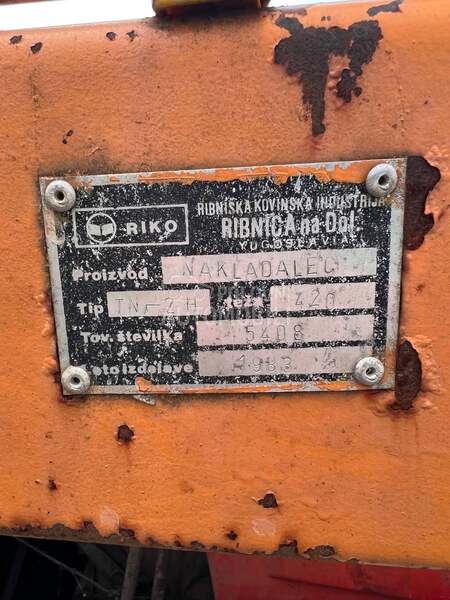 RIBNIŠKA KOVINSKA INDUSTRIJA
RIKO
RIBNICA na Dol.
YUGOSLAVIA
Proizvod NAKLADALEC
Tip TN-2H teža 420
Tov. številka 5408
Leto izdelave